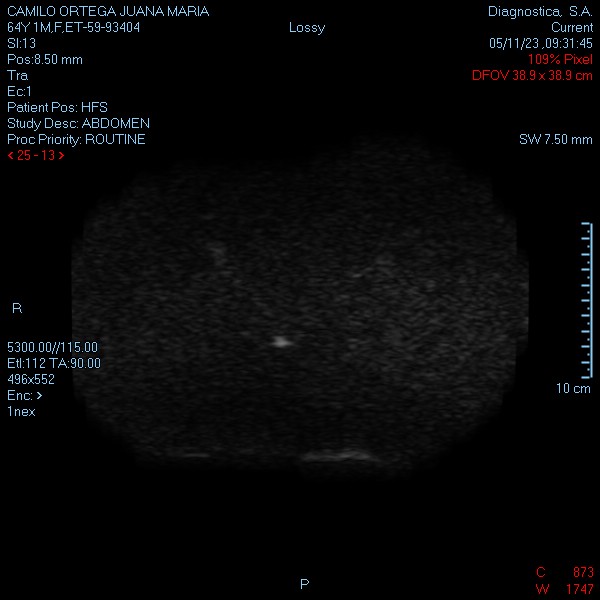 CAMILO ORTEGA JUANA MARIA
64Y 1M,F,ET-59-93404
Sl:13
Pos:8.50 mm
Tra
Ec:1
Patient Pos: HFS
Study Desc: ABDOMEN
Proc Priority: ROUTINE
< 25 - 13 >
Lossy
Diagnostica, S.A.
Current
05/11/23 ,09:31:45
109% Pixel
DFOV 38.9 x 38.9 cm
SW 7.50 mm
R
10 cm
5300.00//115.00
Etl:112 TA:90.00
496x552
Enc: >
1nex
P
C 873
W 1747